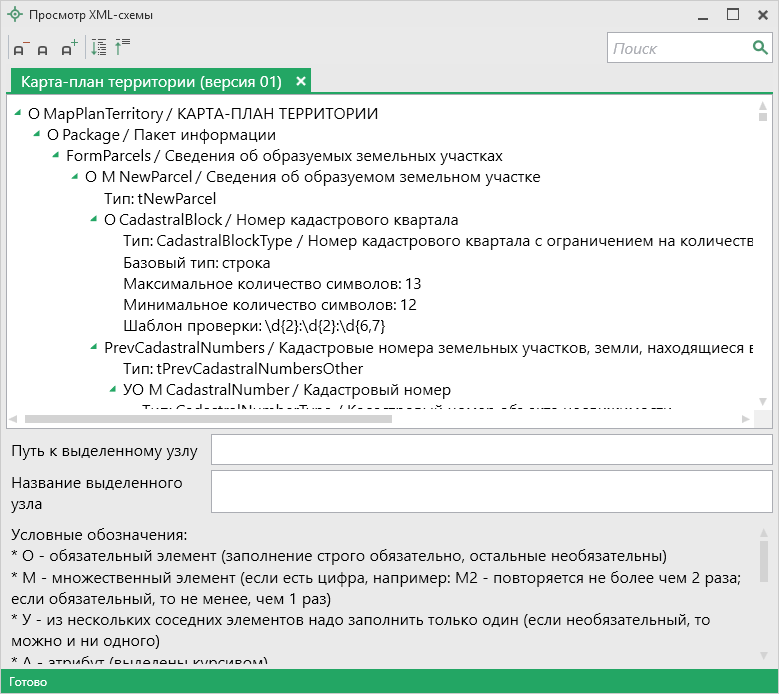 Просмотр XML-схемы
Поиск
Карта-план территории (версия 01)
О MapPlanTerritory / КАРТА-ПЛАН ТЕРРИТОРИИ
О Package / Пакет информации
FormParcels / Сведения об образуемых земельных участках
О М NewParcel / Сведения об образуемом земельном участке
Тип: tNewParcel
О CadastralBlock / Номер кадастрового квартала
Тип: CadastralBlockType / Номер кадастрового квартала с ограничением на количеств
Базовый тип: строка
Максимальное количество символов: 13
Минимальное количество символов: 12
Шаблон проверки: \d{2}:\d{2}:\d{6,7}
PrevCadastralNumbers / Кадастровые номера земельных участков, земли, находящиеся в
Тип: tPrevCadastralNumbersOther
УО М CadastralNumber / Кадастровый номер
Тип: CadastralNumberType / Кадастровый номер объекта недвижимости
Путь к выделенному узлу
Название выделенного
узла
Условные обозначения:
* О - обязательный элемент (заполнение строго обязательно, остальные необязательны)
* М - множественный элемент (если есть цифра, например: М2 - повторяется не более чем 2 раза;
если обязательный, то не менее, чем 1 раз)
* У - из нескольких соседних элементов надо заполнить только один (если необязательный, то
можно и ни одного)
* А - атрибут (выделены курсивом)
Готово